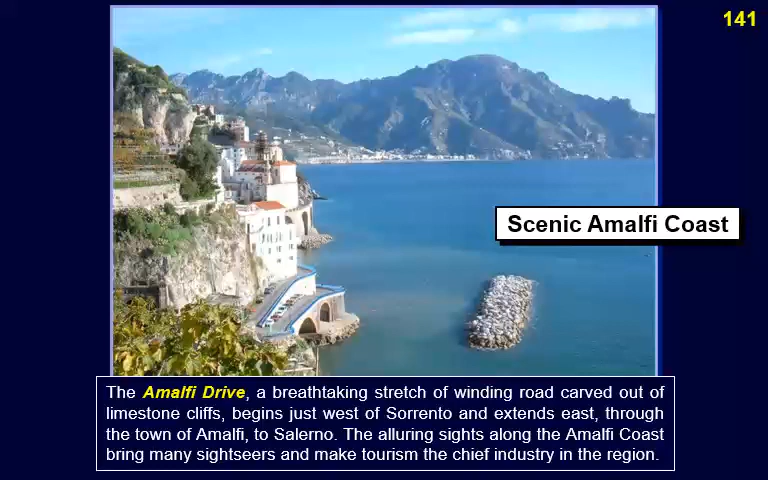 141
Scenic Amalfi Coast
The Amalfi Drive, a breathtaking stretch of winding road carved out of
limestone cliffs, begins just west of Sorrento and extends east, through
the town of Amalfi, to Salerno. The alluring sights along the Amalfi Coast
bring many sightseers and make tourism the chief industry in the region.